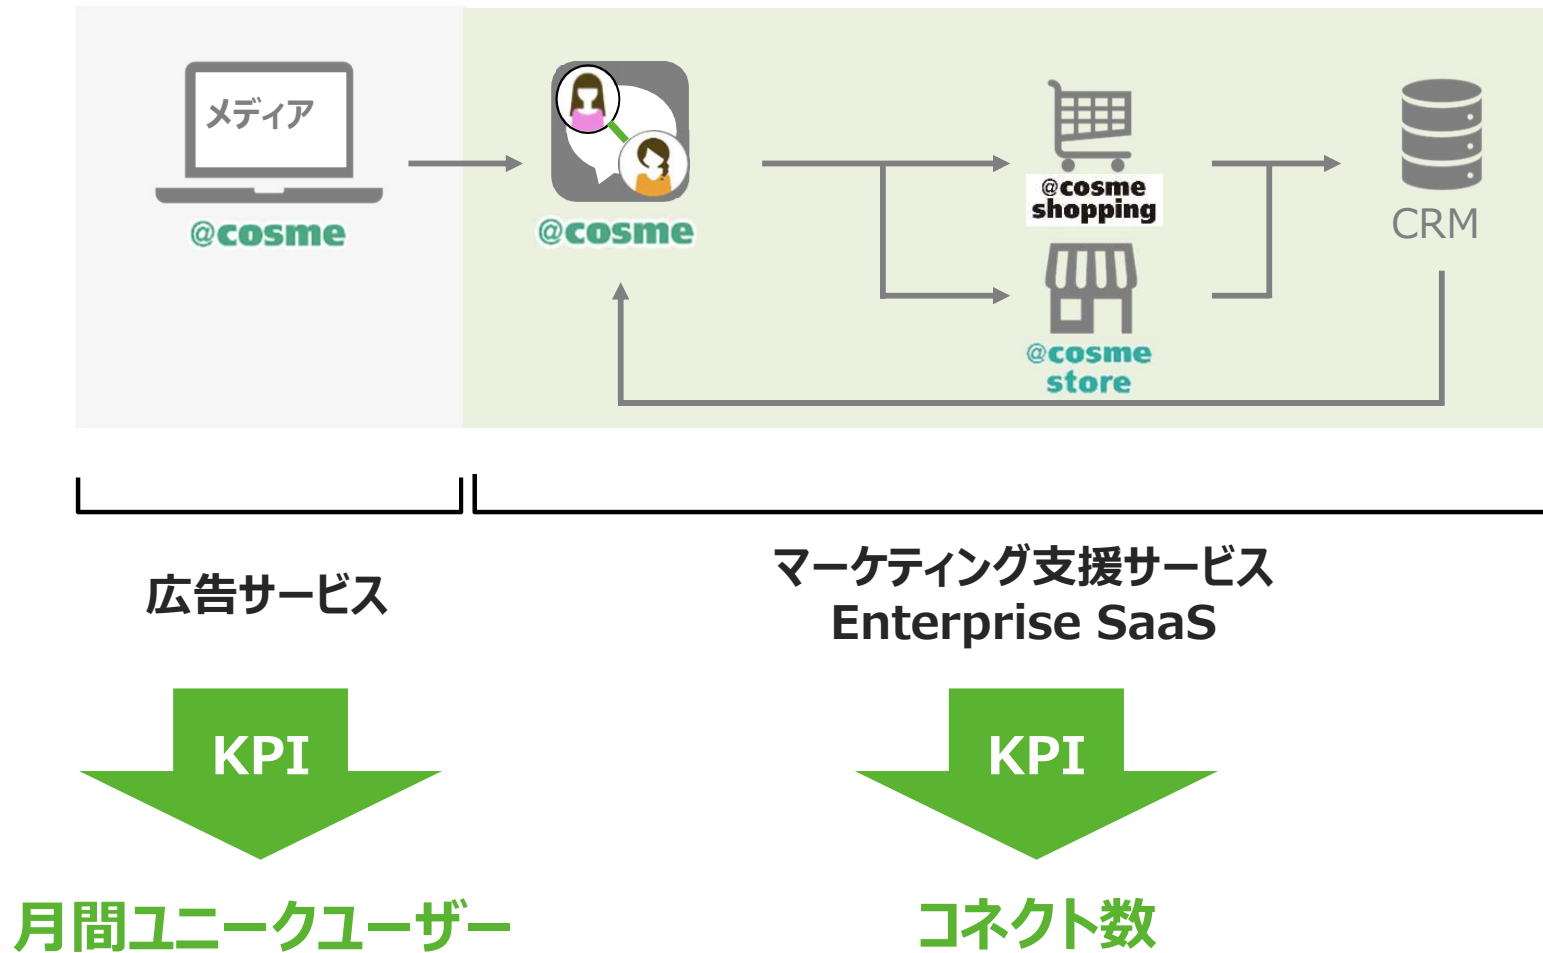 メディア
@cosme
@cosme
@cosme
shopping
@cosme
store
CRM
広告サービス
マーケティング支援サービス
Enterprise SaaS
KPI
KPI
月間ユニークユーザー
コネクト数